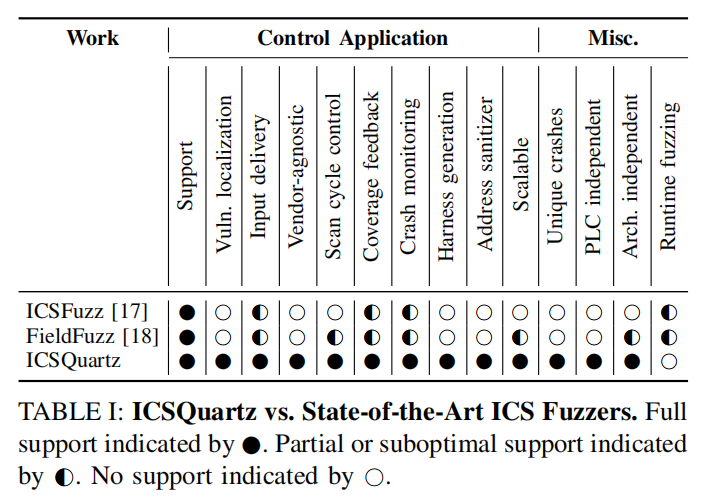 Work Control Application Misc.
Support Vuln. localization Input delivery Vendor-agnostic Scan cycle control Coverage feedback Crash monitoring Harness generation Address sanitizer Scalable Unique crashes PLC independent Arch. independent Runtime fuzzing
ICSFuzz [17] ● ○ ◐ ○ ○ ◐ ◐ ○ ○ ○ ○ ○ ○ ◐
FieldFuzz [18] ● ○ ◐ ○ ◐ ◐ ◐ ○ ○ ◐ ○ ○ ◐ ◐
ICSQuartz ● ● ● ● ● ● ● ● ● ● ● ● ● ○
TABLE I: ICSQuartz vs. State-of-the-Art ICS Fuzzers. Full
support indicated by ●. Partial or suboptimal support indicated
by ◐. No support indicated by ○.